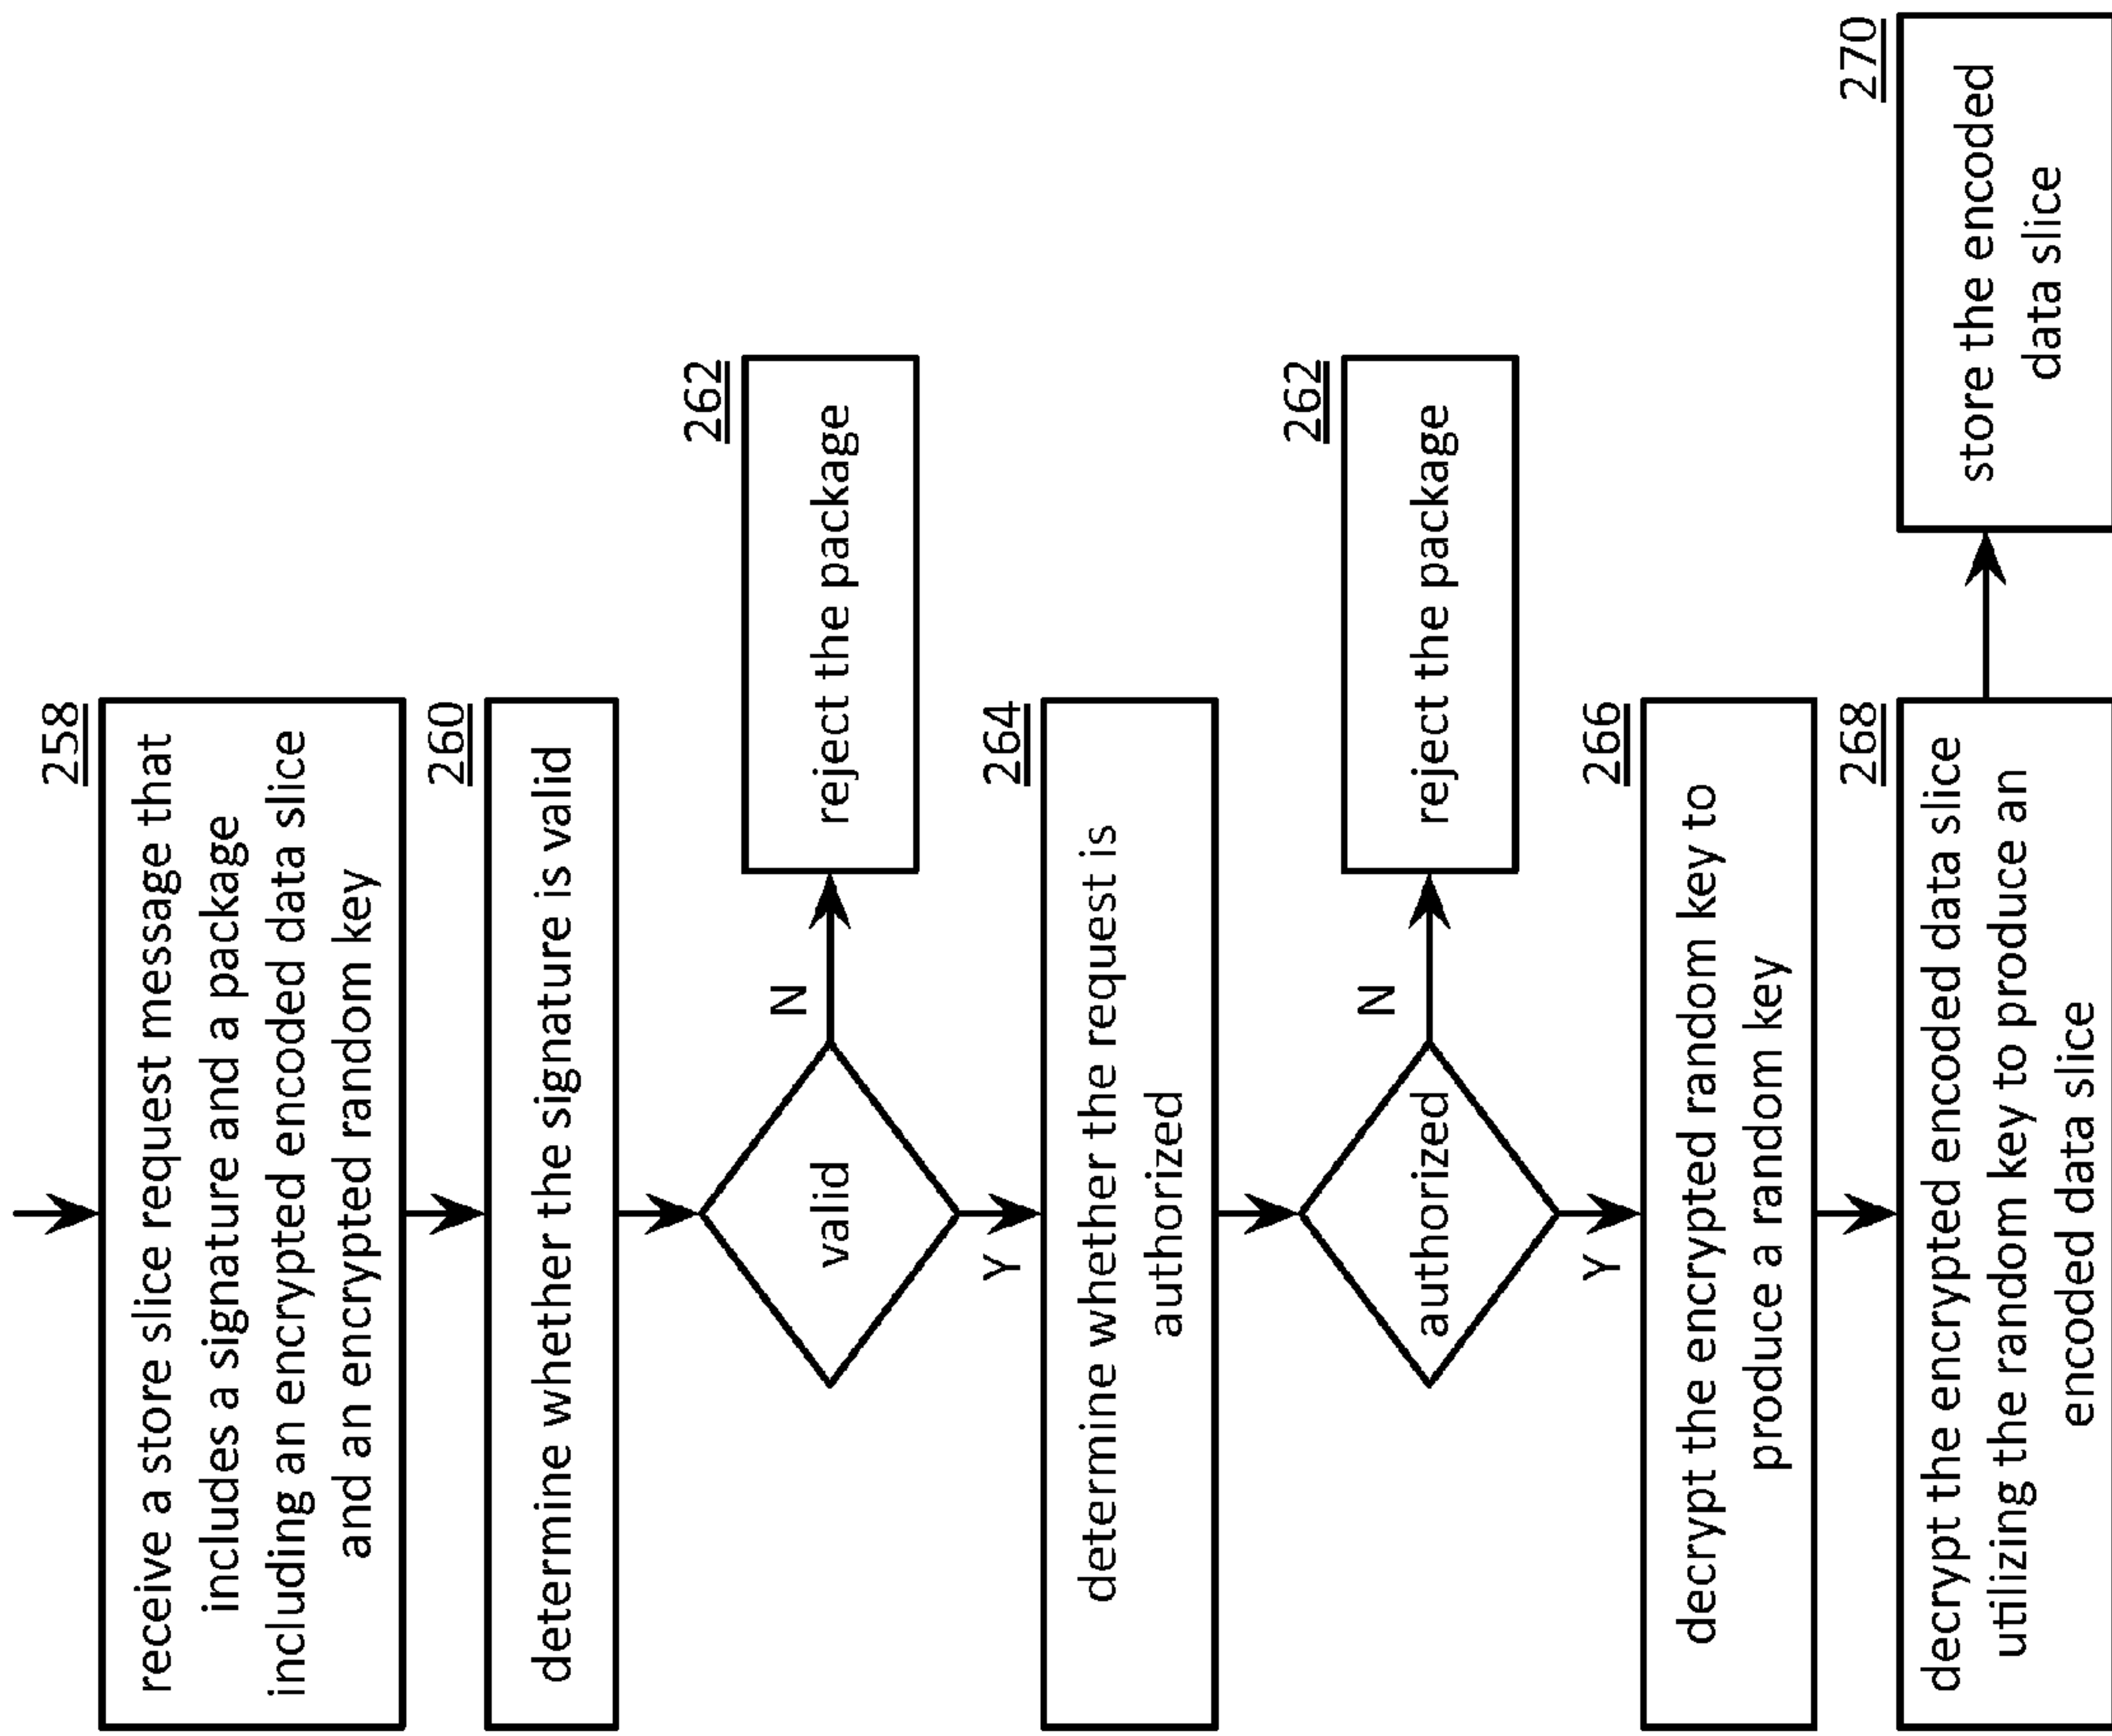 258
receive a store slice request message that
includes a signature and a package
including an encrypted encoded data slice
and an encrypted random key
260
determine whether the signature is valid
valid
N
262
reject the package
Y
264
determine whether the request is
authorized
authorized
N
262
reject the package
Y
266
decrypt the encrypted random key to
produce a random key
268
decrypt the encrypted encoded data slice
utilizing the random key to produce an
encoded data slice
270
store the encoded
data slice